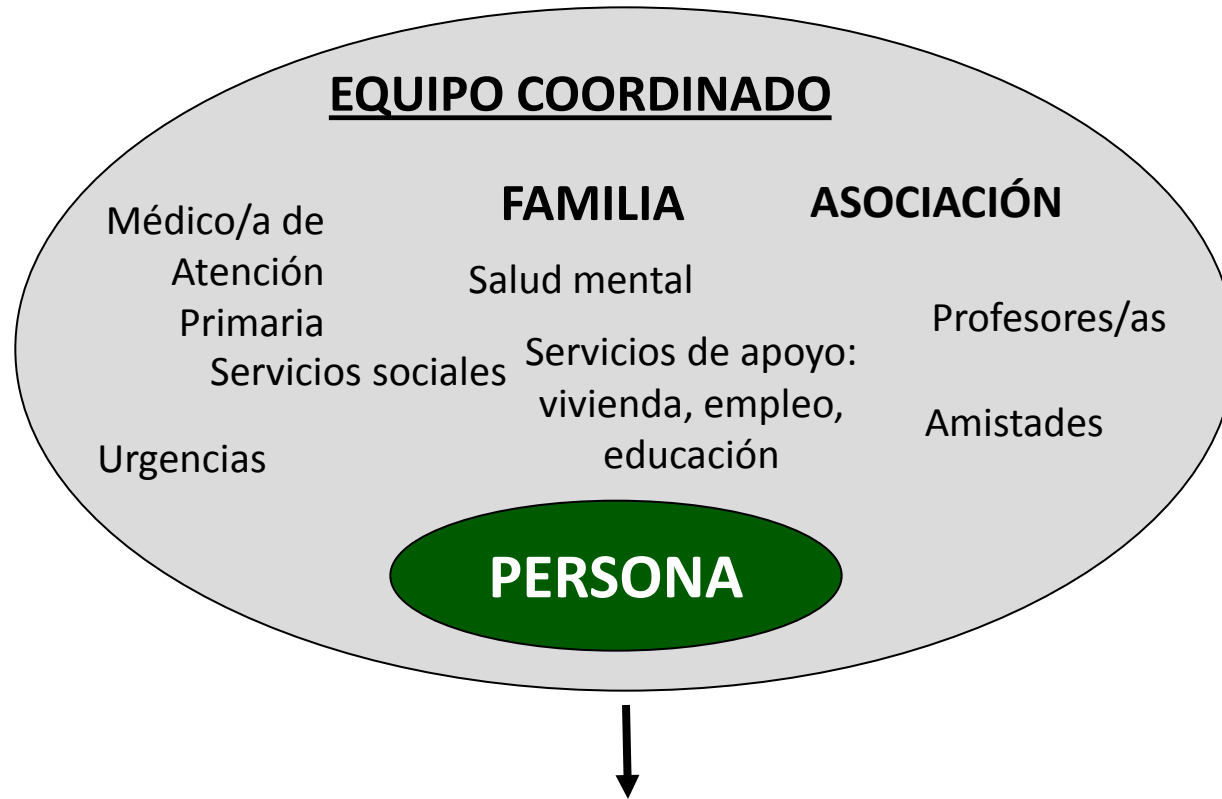 EQUIPO COORDINADO
FAMILIA
ASOCIACIÓN
Médico/a de
Atención
Primaria
Salud mental
Profesores/as
Servicios sociales
Servicios de apoyo:
vivienda, empleo,
educación
Amistades
Urgencias
PERSONA